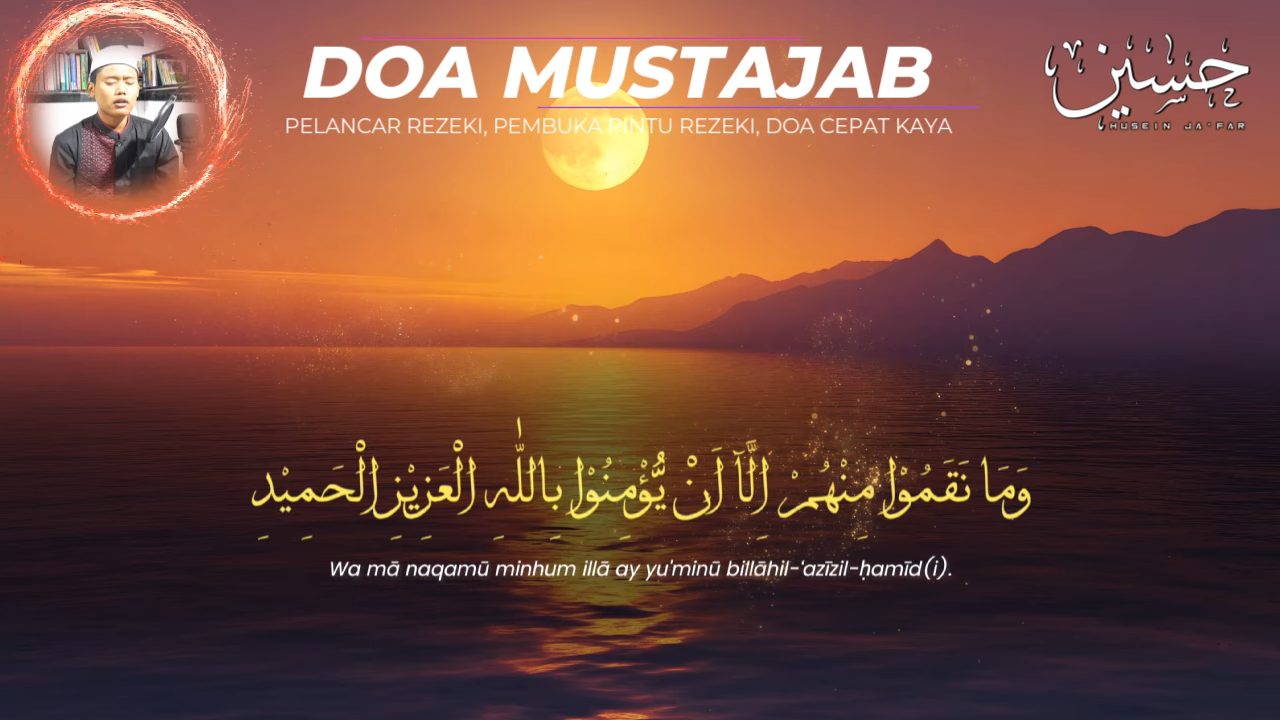 DOA MUSTAJAB
PELANCAR REZEKI, PEMBUKA PINTU REZEKI, DOA CEPAT KAYA
حسين
HUSEIN JA'FAR
وَمَا نَقَمُوْا مِنْهُمْ اِلَّآ اَنْ يُّؤْمِنُوْا بِاللّٰهِ الْعَزِيْزِ الْحَمِيْدِ
Wa mā naqamū minhum illā ay yu'minū billāhil-'azīzil-ḥamīd(i).